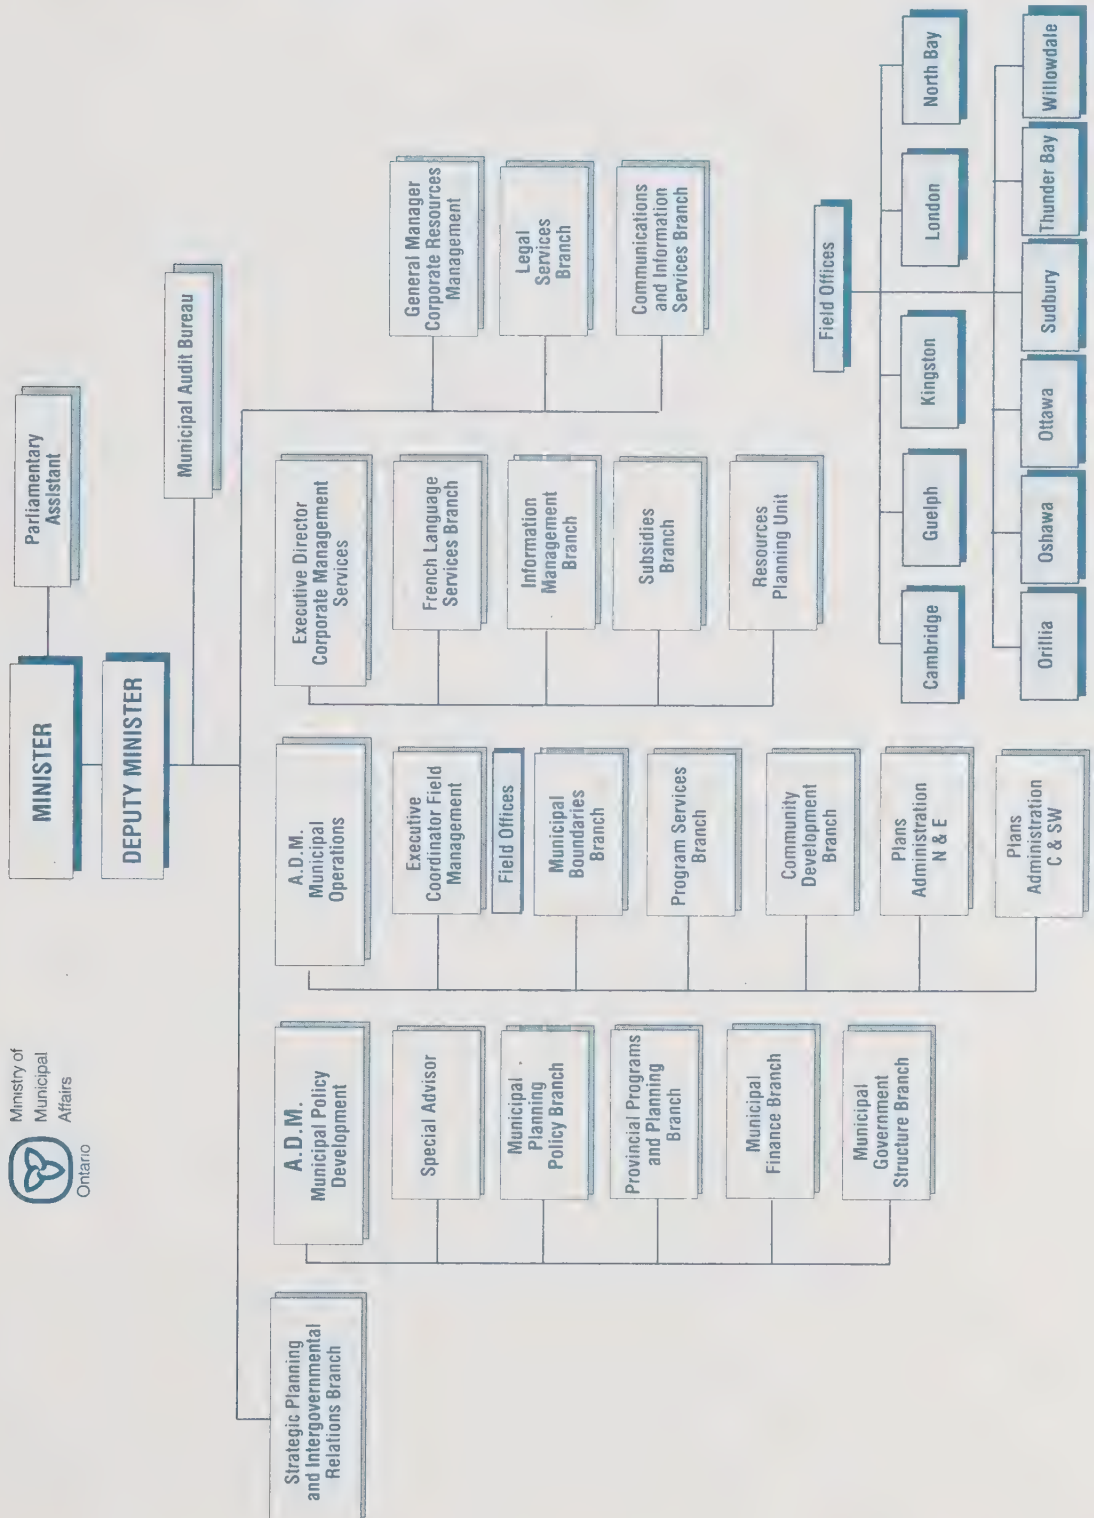 Ministry of
Municipal
Affairs
Ontario
MINISTER
Parliamentary
Assistant
DEPUTY MINISTER
Municipal Audit Bureau
Strategic Planning
and Intergovernmental
Relations Branch
A.D.M.
Municipal Policy
Development
Special Advisor
Municipal
Planning
Policy Branch
Provincial Programs
and Planning
Branch
Municipal
Finance Branch
Municipal
Government
Structure Branch
A.D.M.
Municipal
Operations
Executive
Coordinator Field
Management
Field Offices
Municipal
Boundaries
Branch
Program Services
Branch
Community
Development
Branch
Plans
Administration
N & E
Plans
Administration
C & SW
Executive Director
Corporate Management
Services
French Language
Services Branch
Information
Management
Branch
Subsidies
Branch
Resources
Planning Unit
General Manager
Corporate Resources
Management
Legal
Services
Branch
Communications
and Information
Services Branch
Field Offices
Cambridge
Guelph
Kingston
London
North Bay
Orillia
Oshawa
Ottawa
Sudbury
Thunder Bay
Willowdale